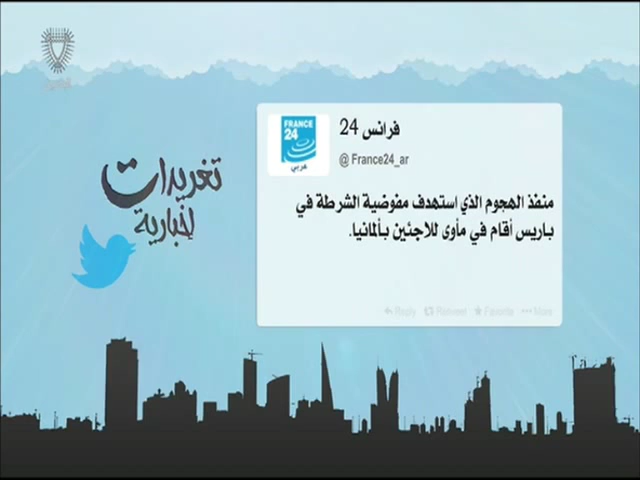 فرانس 24
@ France24_ar
FRANCE
24
عربي
منفذ الهجوم الذي استهدف مفوضية الشرطة في
باريس أقام في مأوى للاجئين بألمانيا.
تغريدات
إخبارية
Reply Retweet Favorite More